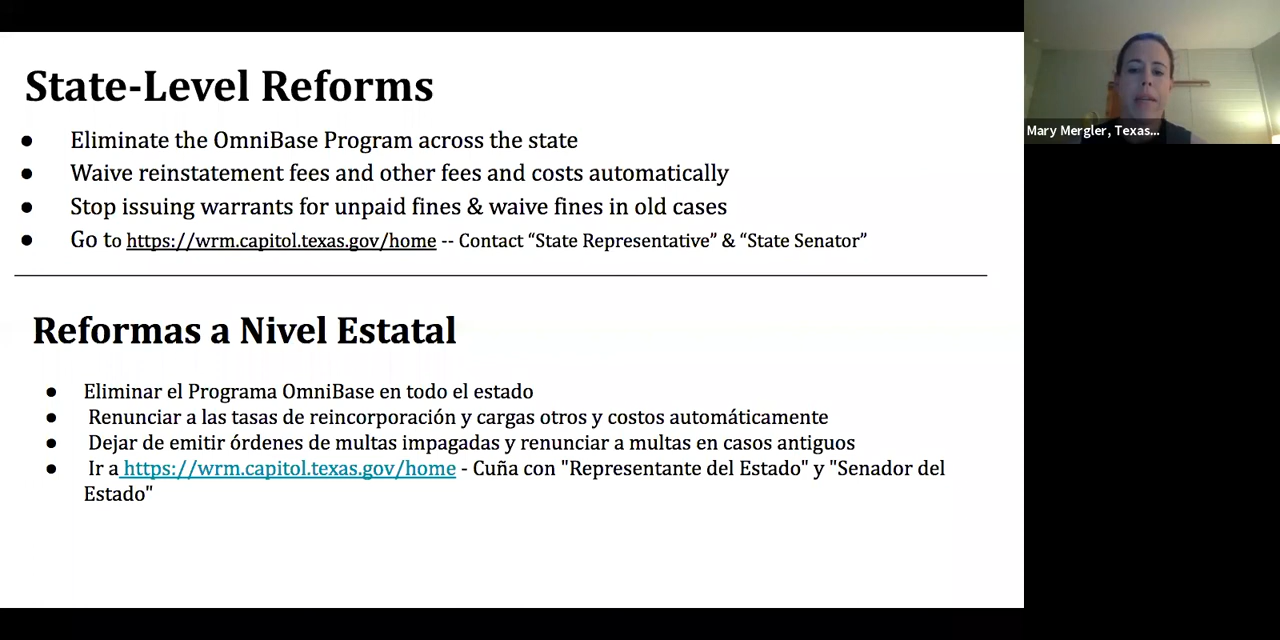 State-Level Reforms
● Eliminate the OmniBase Program across the state
● Waive reinstatement fees and other fees and costs automatically
● Stop issuing warrants for unpaid fines & waive fines in old cases
● Go to https://wrm.capitol.texas.gov/home -- Contact “State Representative” & “State Senator”
Reformas a Nivel Estatal
● Eliminar el Programa OmniBase en todo el estado
● Renunciar a las tasas de reincorporación y cargas otros y costos automáticamente
● Dejar de emitir órdenes de multas impagadas y renunciar a multas en casos antiguos
● Ir a https://wrm.capitol.texas.gov/home - Cuña con "Representante del Estado" y "Senador del
Estado"
Mary Mergler, Texas...